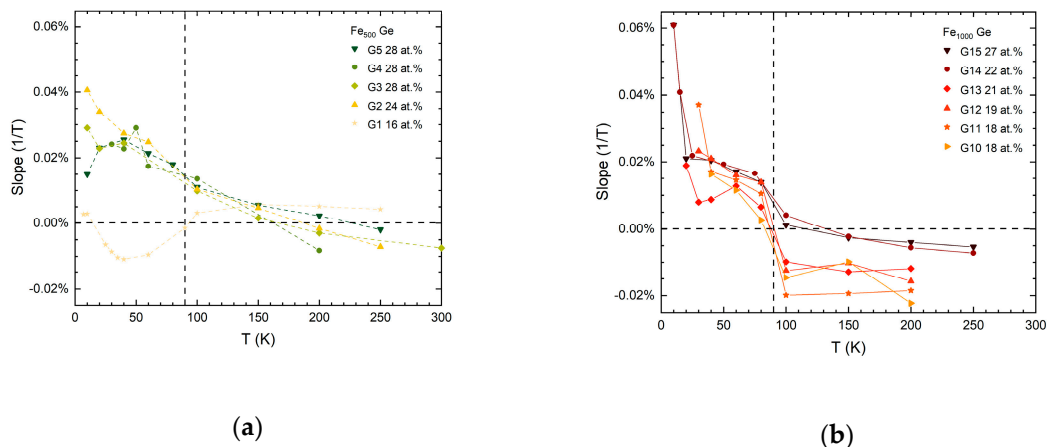 0.06%
0.04%
0.02%
0.00%
-0.02%
Slope (1/T)
0
50
100
150
200
250
300
T (K)
Fe500 Ge
G5 28 at.%
G4 28 at.%
G3 28 at.%
G2 24 at.%
G1 16 at.%
(a)
0.06%
0.04%
0.02%
0.00%
-0.02%
Slope (1/T)
0
50
100
150
200
250
300
T (K)
Fe1000 Ge
G15 27 at.%
G14 22 at.%
G13 21 at.%
G12 19 at.%
G11 18 at.%
G10 18 at.%
(b)